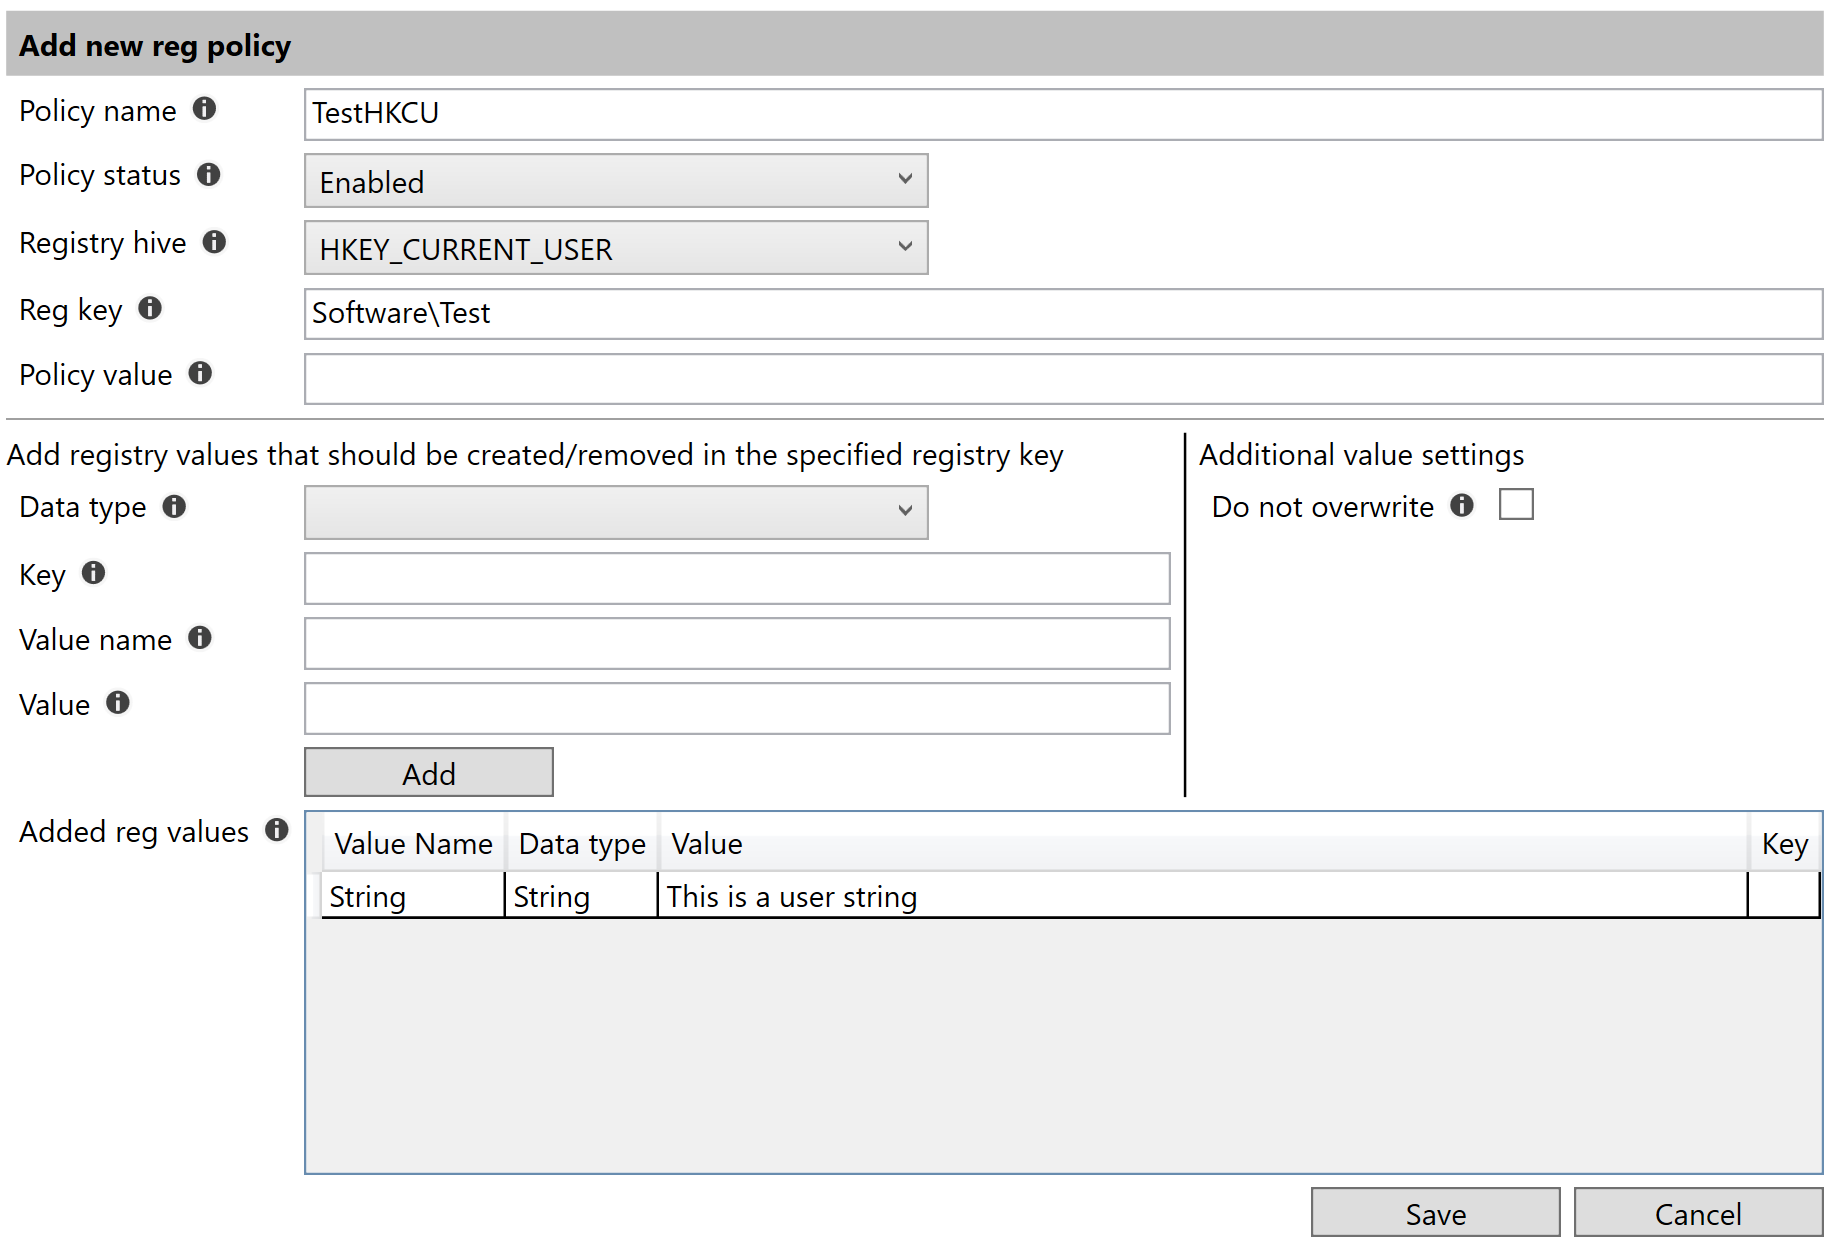 Add new reg policy
Policy name TestHKCU
Policy status Enabled
Registry hive HKEY_CURRENT_USER
Reg key Software\Test
Policy value
Add registry values that should be created/removed in the specified registry key
Additional value settings
Data type
Do not overwrite
Key
Value name
Value
Add
Added reg values
Value Name Data type Value Key
String String This is a user string
Save Cancel